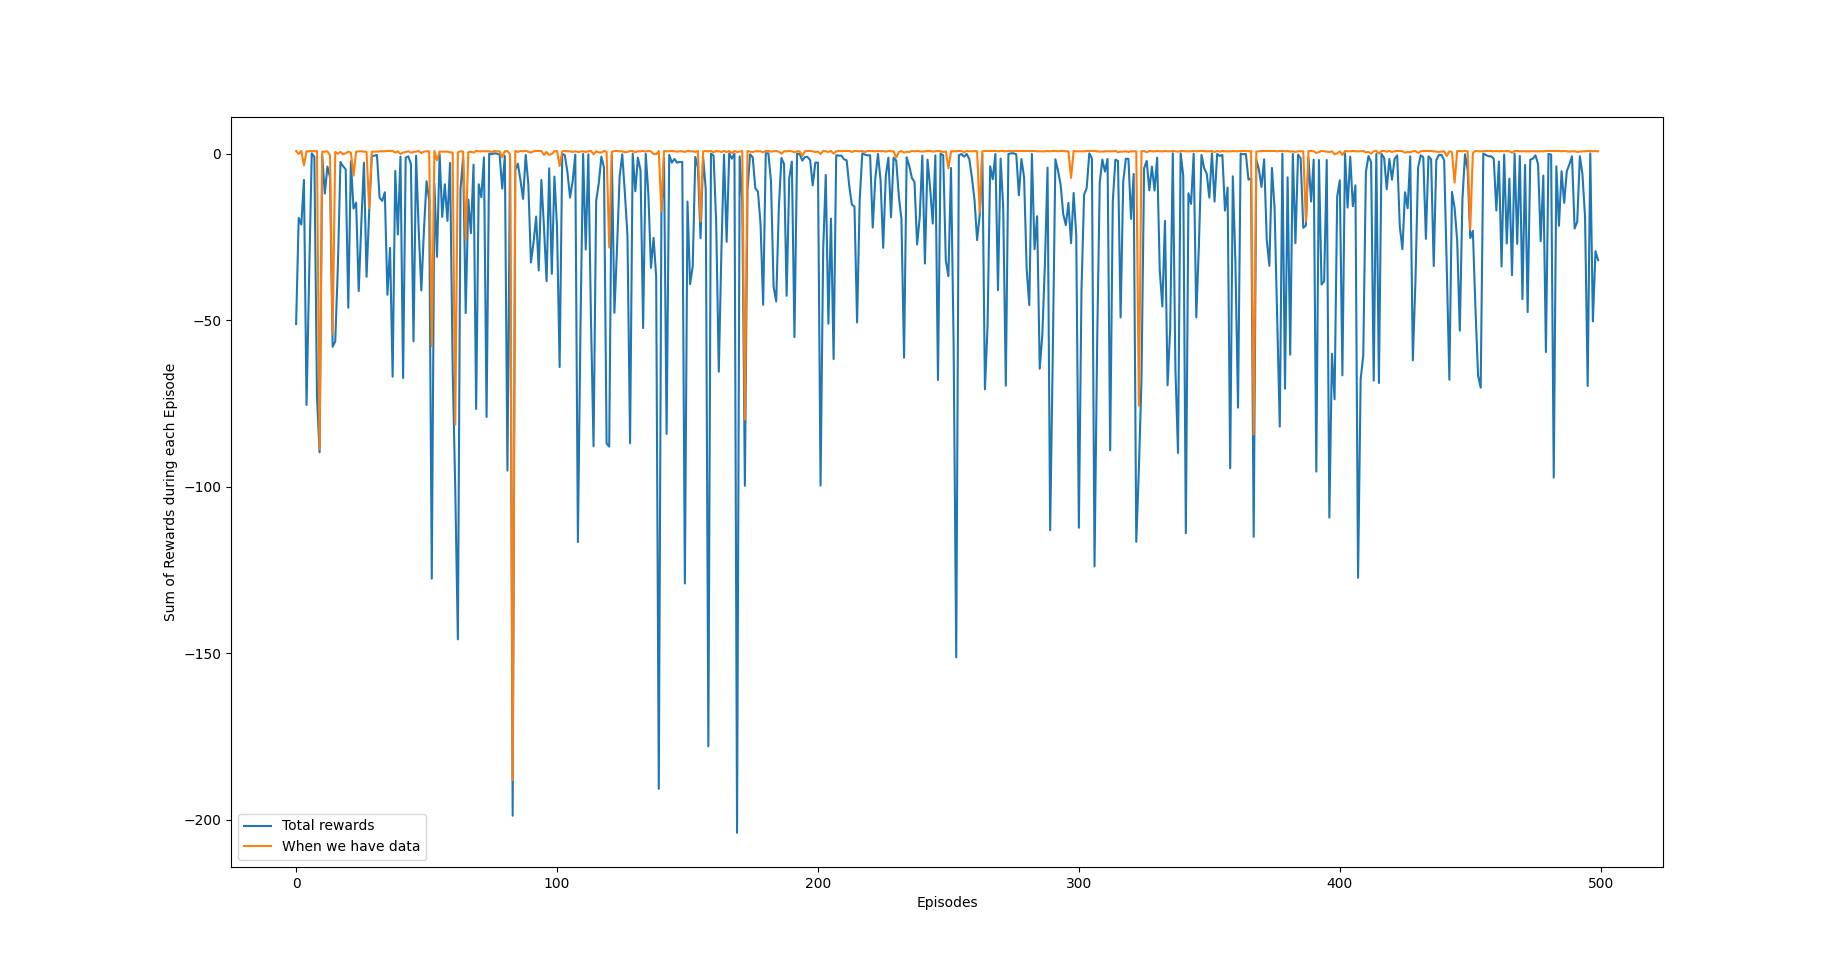 0
−50
−100
−150
−200
Sum of Rewards during each Episode
Total rewards
When we have data
0
100
200
300
400
500
Episodes